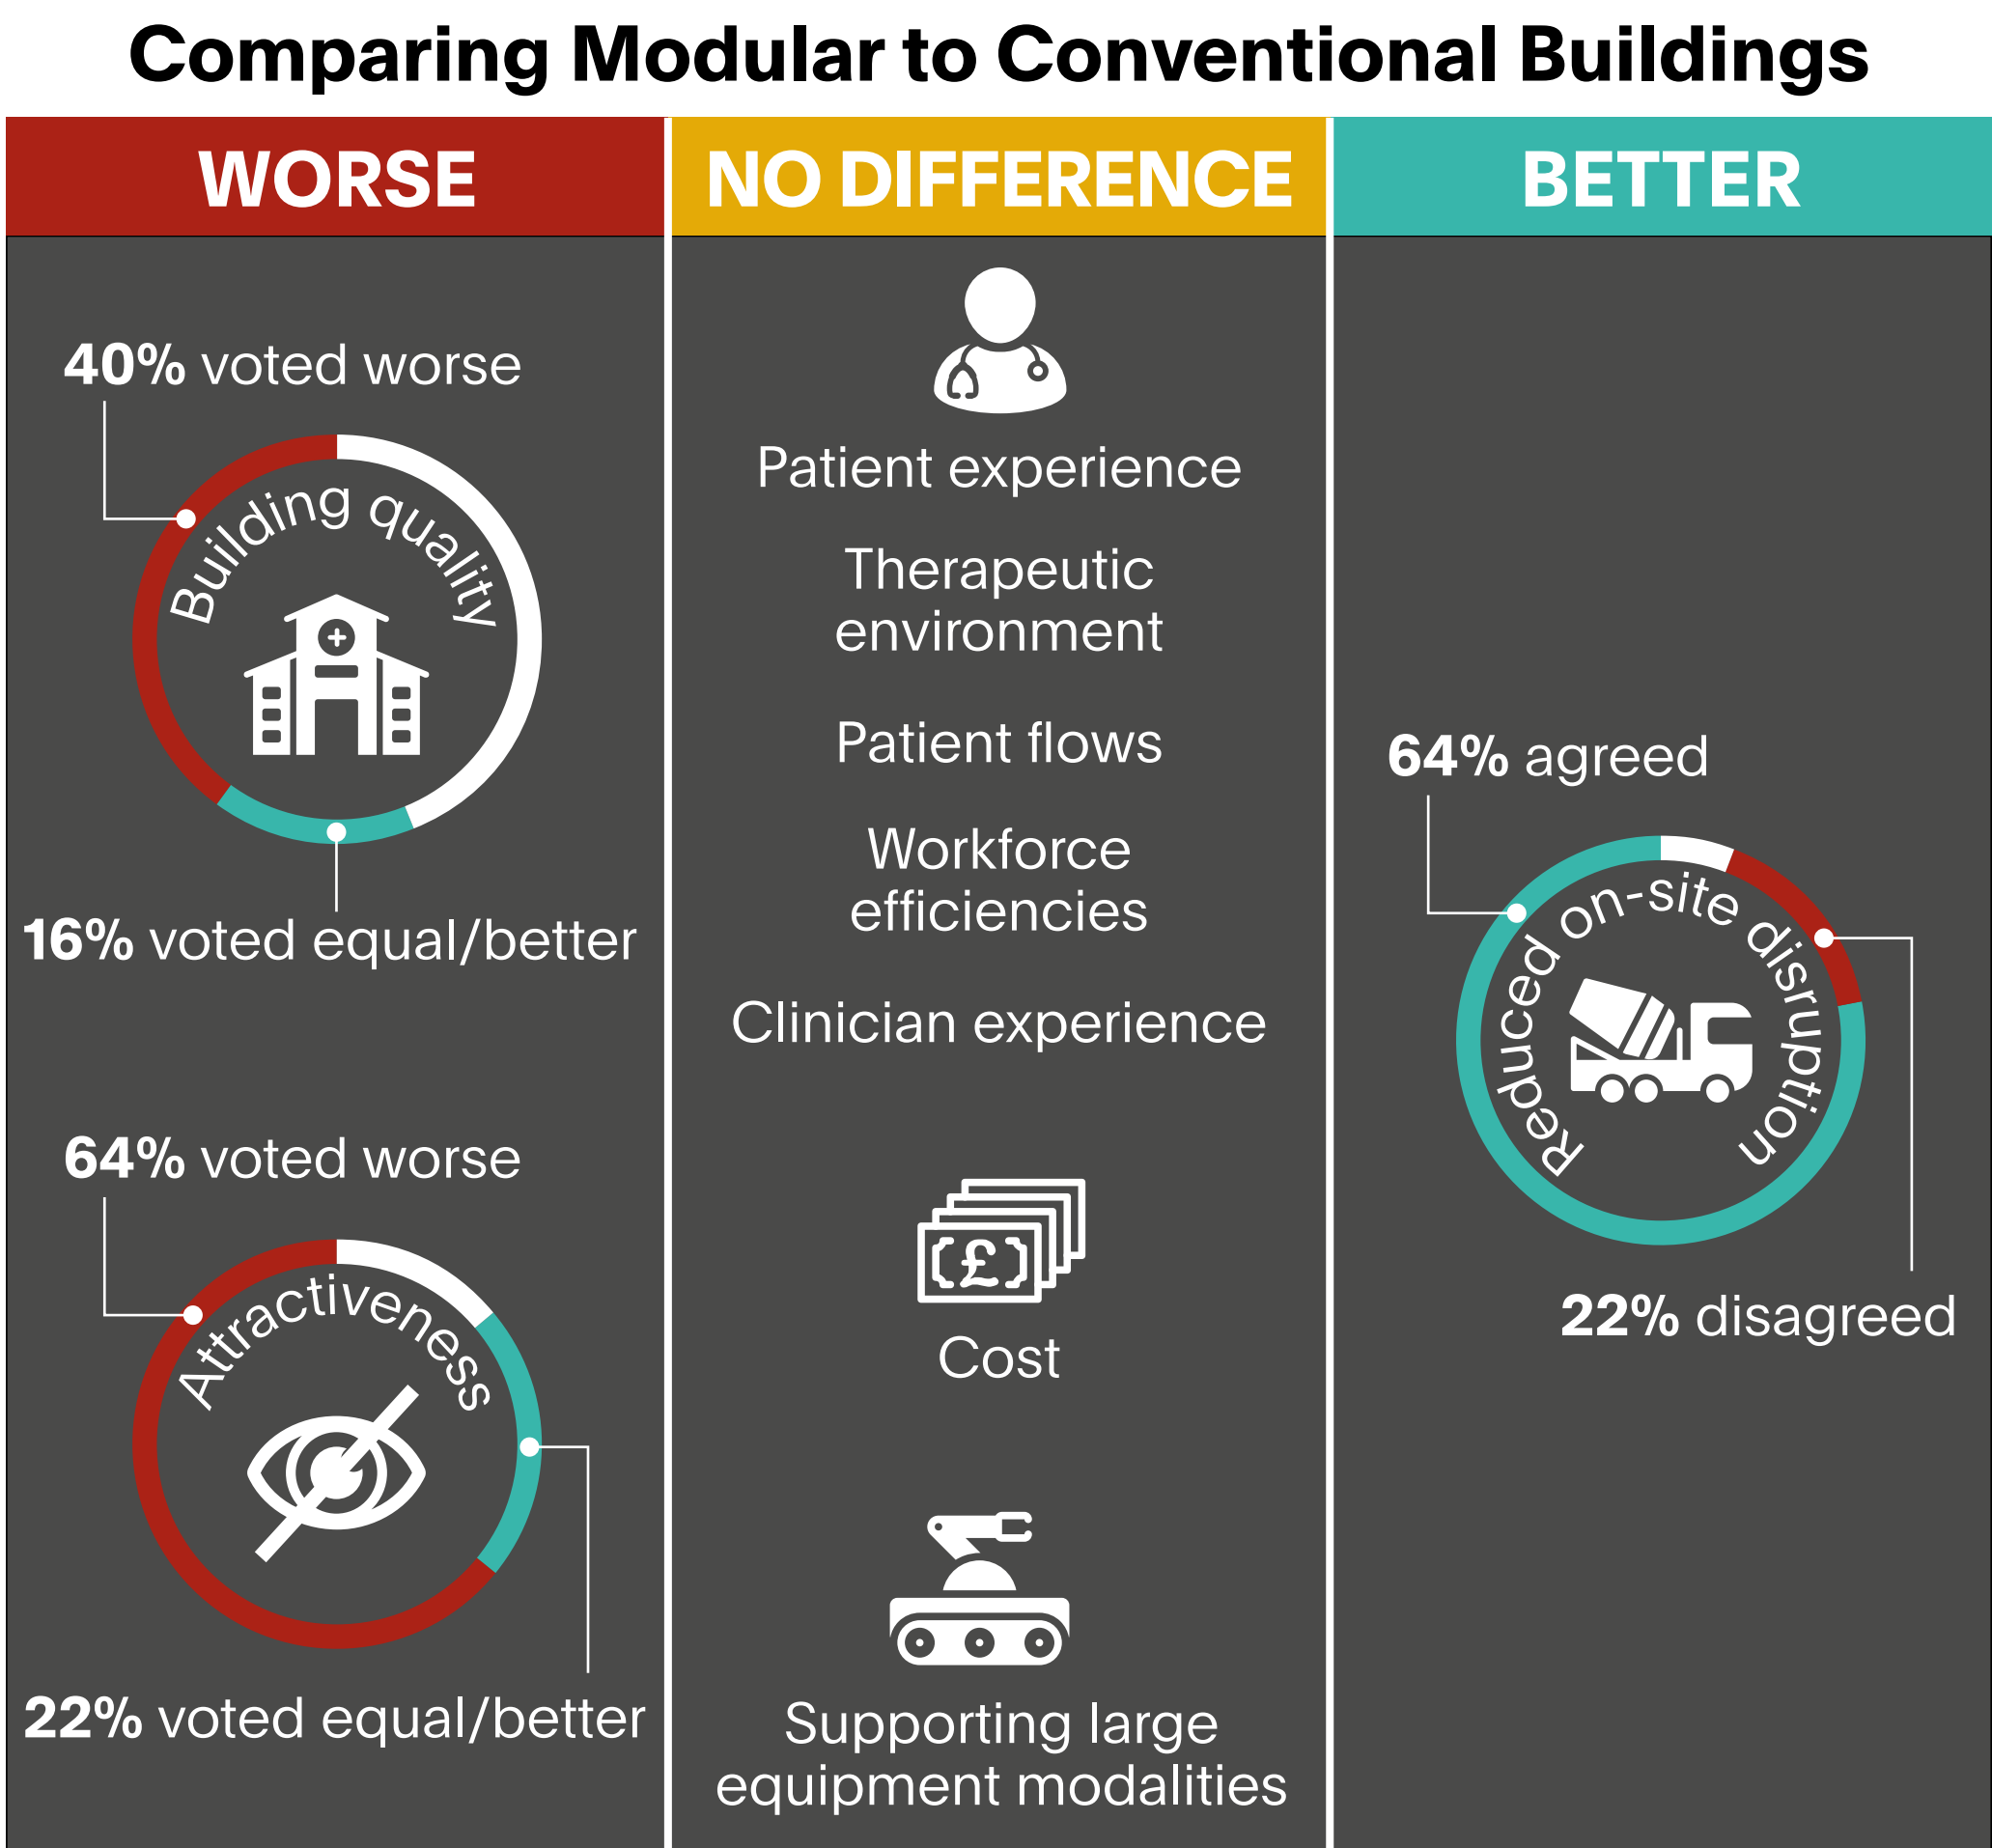 Comparing Modular to Conventional Buildings
WORSE
40% voted worse
Building quality
16% voted equal/better
64% voted worse
Attractiveness
22% voted equal/better
NO DIFFERENCE
Patient experience
Therapeutic
environment
Patient flows
Workforce
efficiencies
Clinician experience
£
Cost
Supporting large
equipment modalities
BETTER
64% agreed
Reduced on-site disruption
22% disagreed